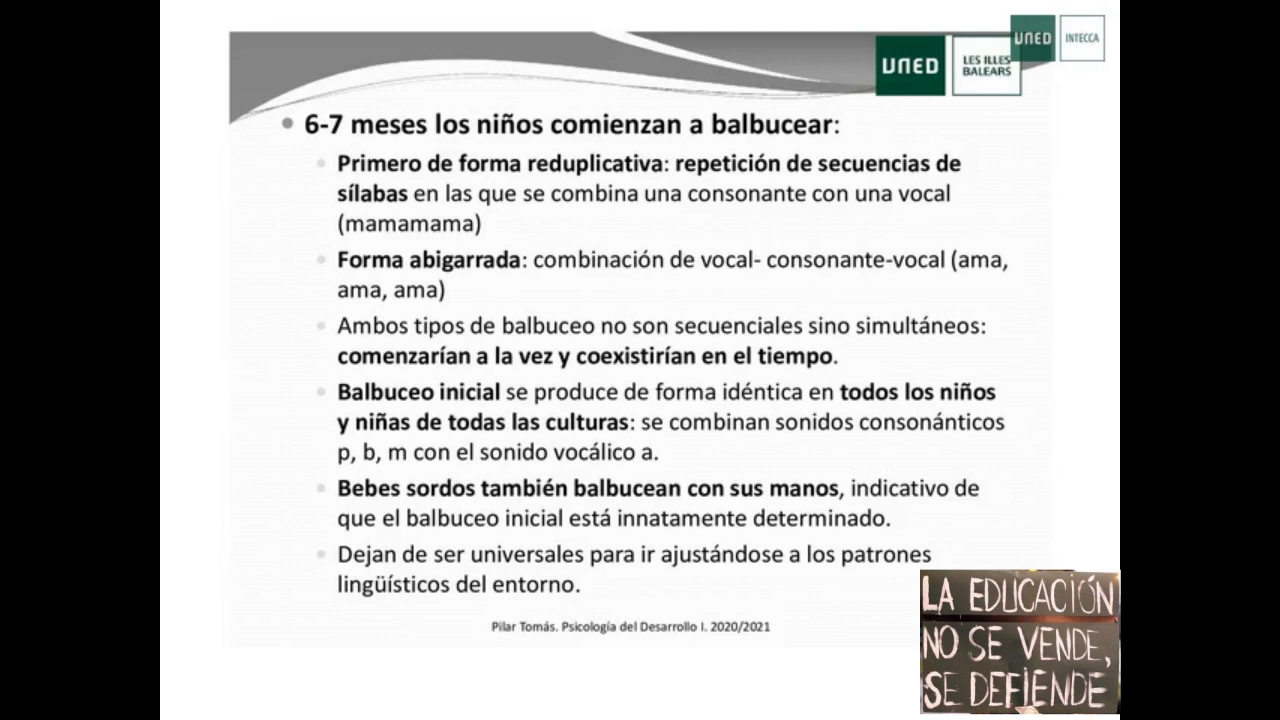 UNED
INTECCA
UNED
LES ILLES
BALEARS
6-7 meses los niños comienzan a balbucear:
Primero de forma reduplicativa: repetición de secuencias de
sílabas en las que se combina una consonante con una vocal
(mamamama)
Forma abigarrada: combinación de vocal- consonante-vocal (ama,
ama, ama)
Ambos tipos de balbuceo no son secuenciales sino simultáneos:
comenzarían a la vez y coexistirían en el tiempo.
Balbuceo inicial se produce de forma idéntica en todos los niños
y niñas de todas las culturas: se combinan sonidos consonánticos
p, b, m con el sonido vocálico a.
Bebes sordos también balbucean con sus manos, indicativo de
que el balbuceo inicial está innatamente determinado.
Dejan de ser universales para ir ajustándose a los patrones
lingüísticos del entorno.
Pilar Tomás. Psicología del Desarrollo I. 2020/2021
LA EDUCACIÓN
NO SE VENDE,
SE DEFIENDE